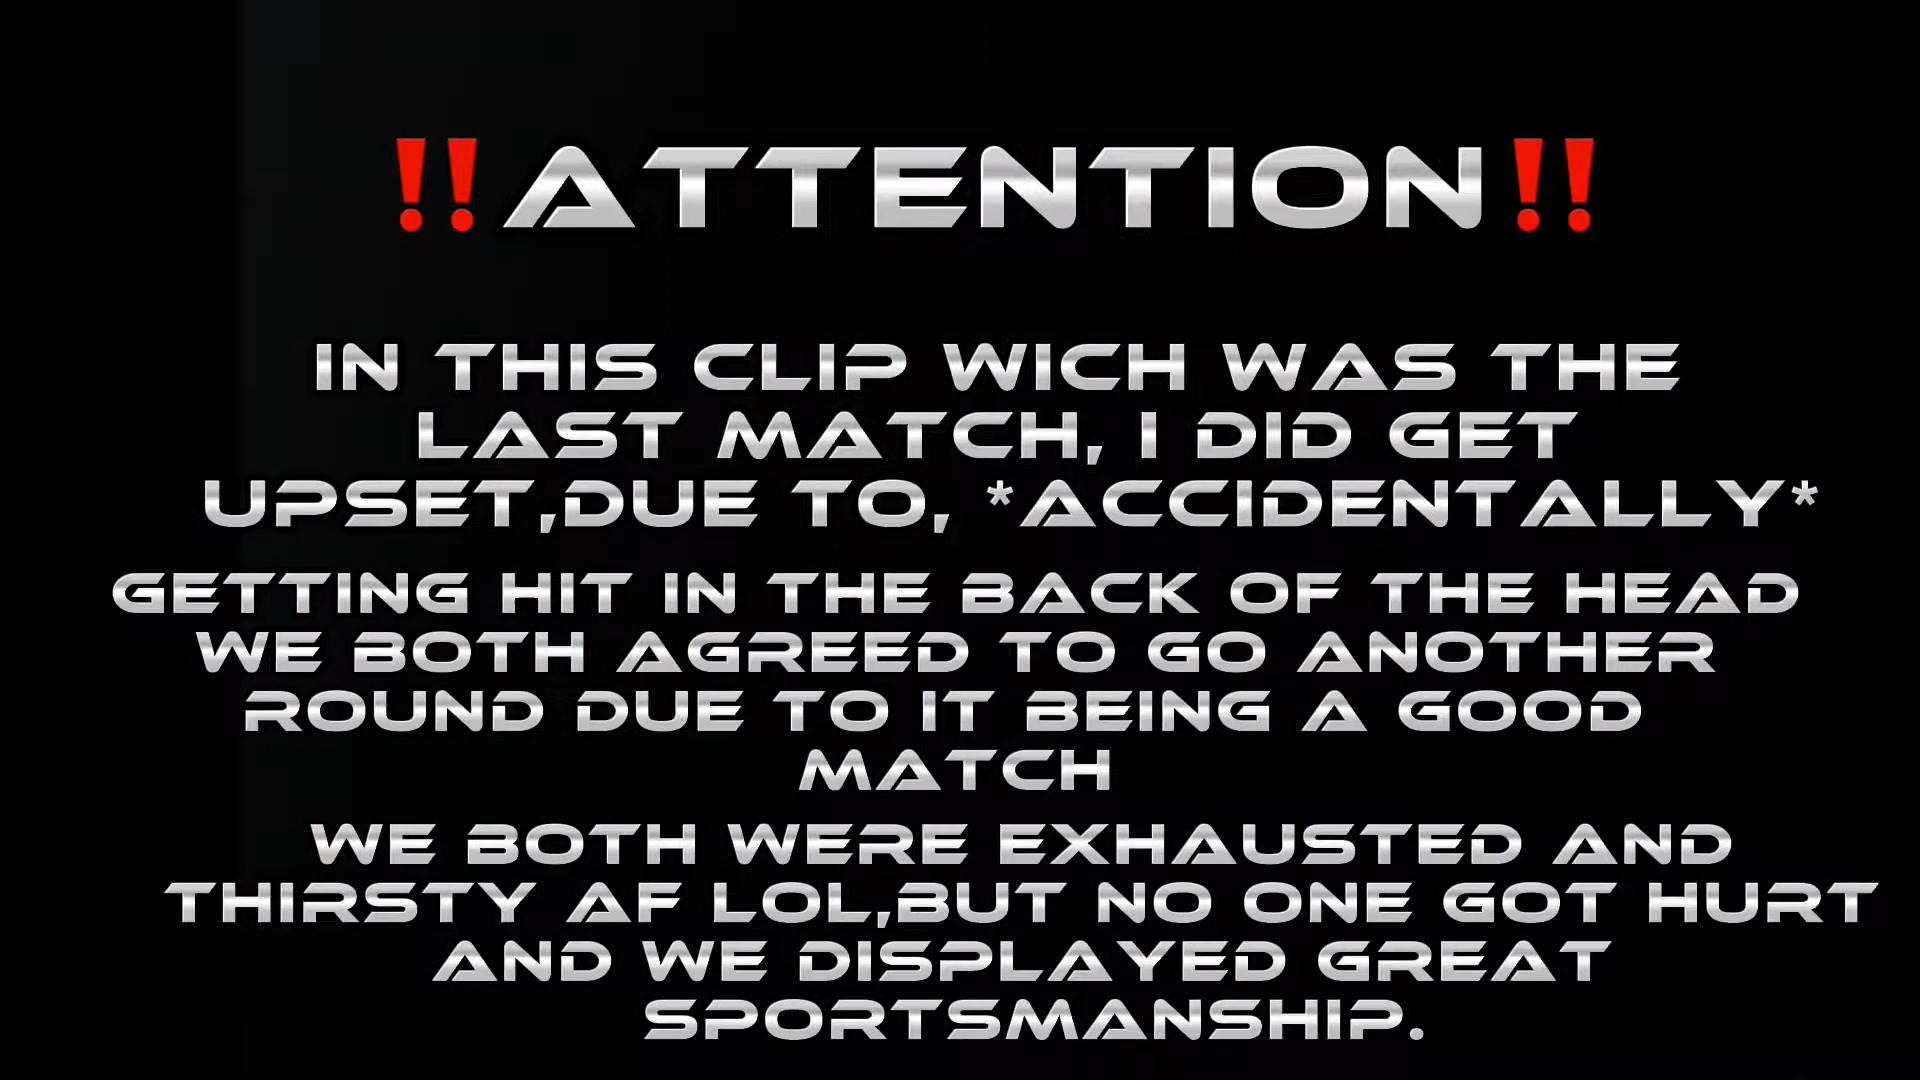 ‼ATTENTION‼
IN THIS CLIP WICH WAS THE
LAST MATCH, I DID GET
UPSET,DUE TO, *ACCIDENTALLY*
GETTING HIT IN THE BACK OF THE HEAD
WE BOTH AGREED TO GO ANOTHER
ROUND DUE TO IT BEING A GOOD
MATCH
WE BOTH WERE EXHAUSTED AND
THIRSTY AF LOL,BUT NO ONE GOT HURT
AND WE DISPLAYED GREAT
SPORTSMANSHIP.